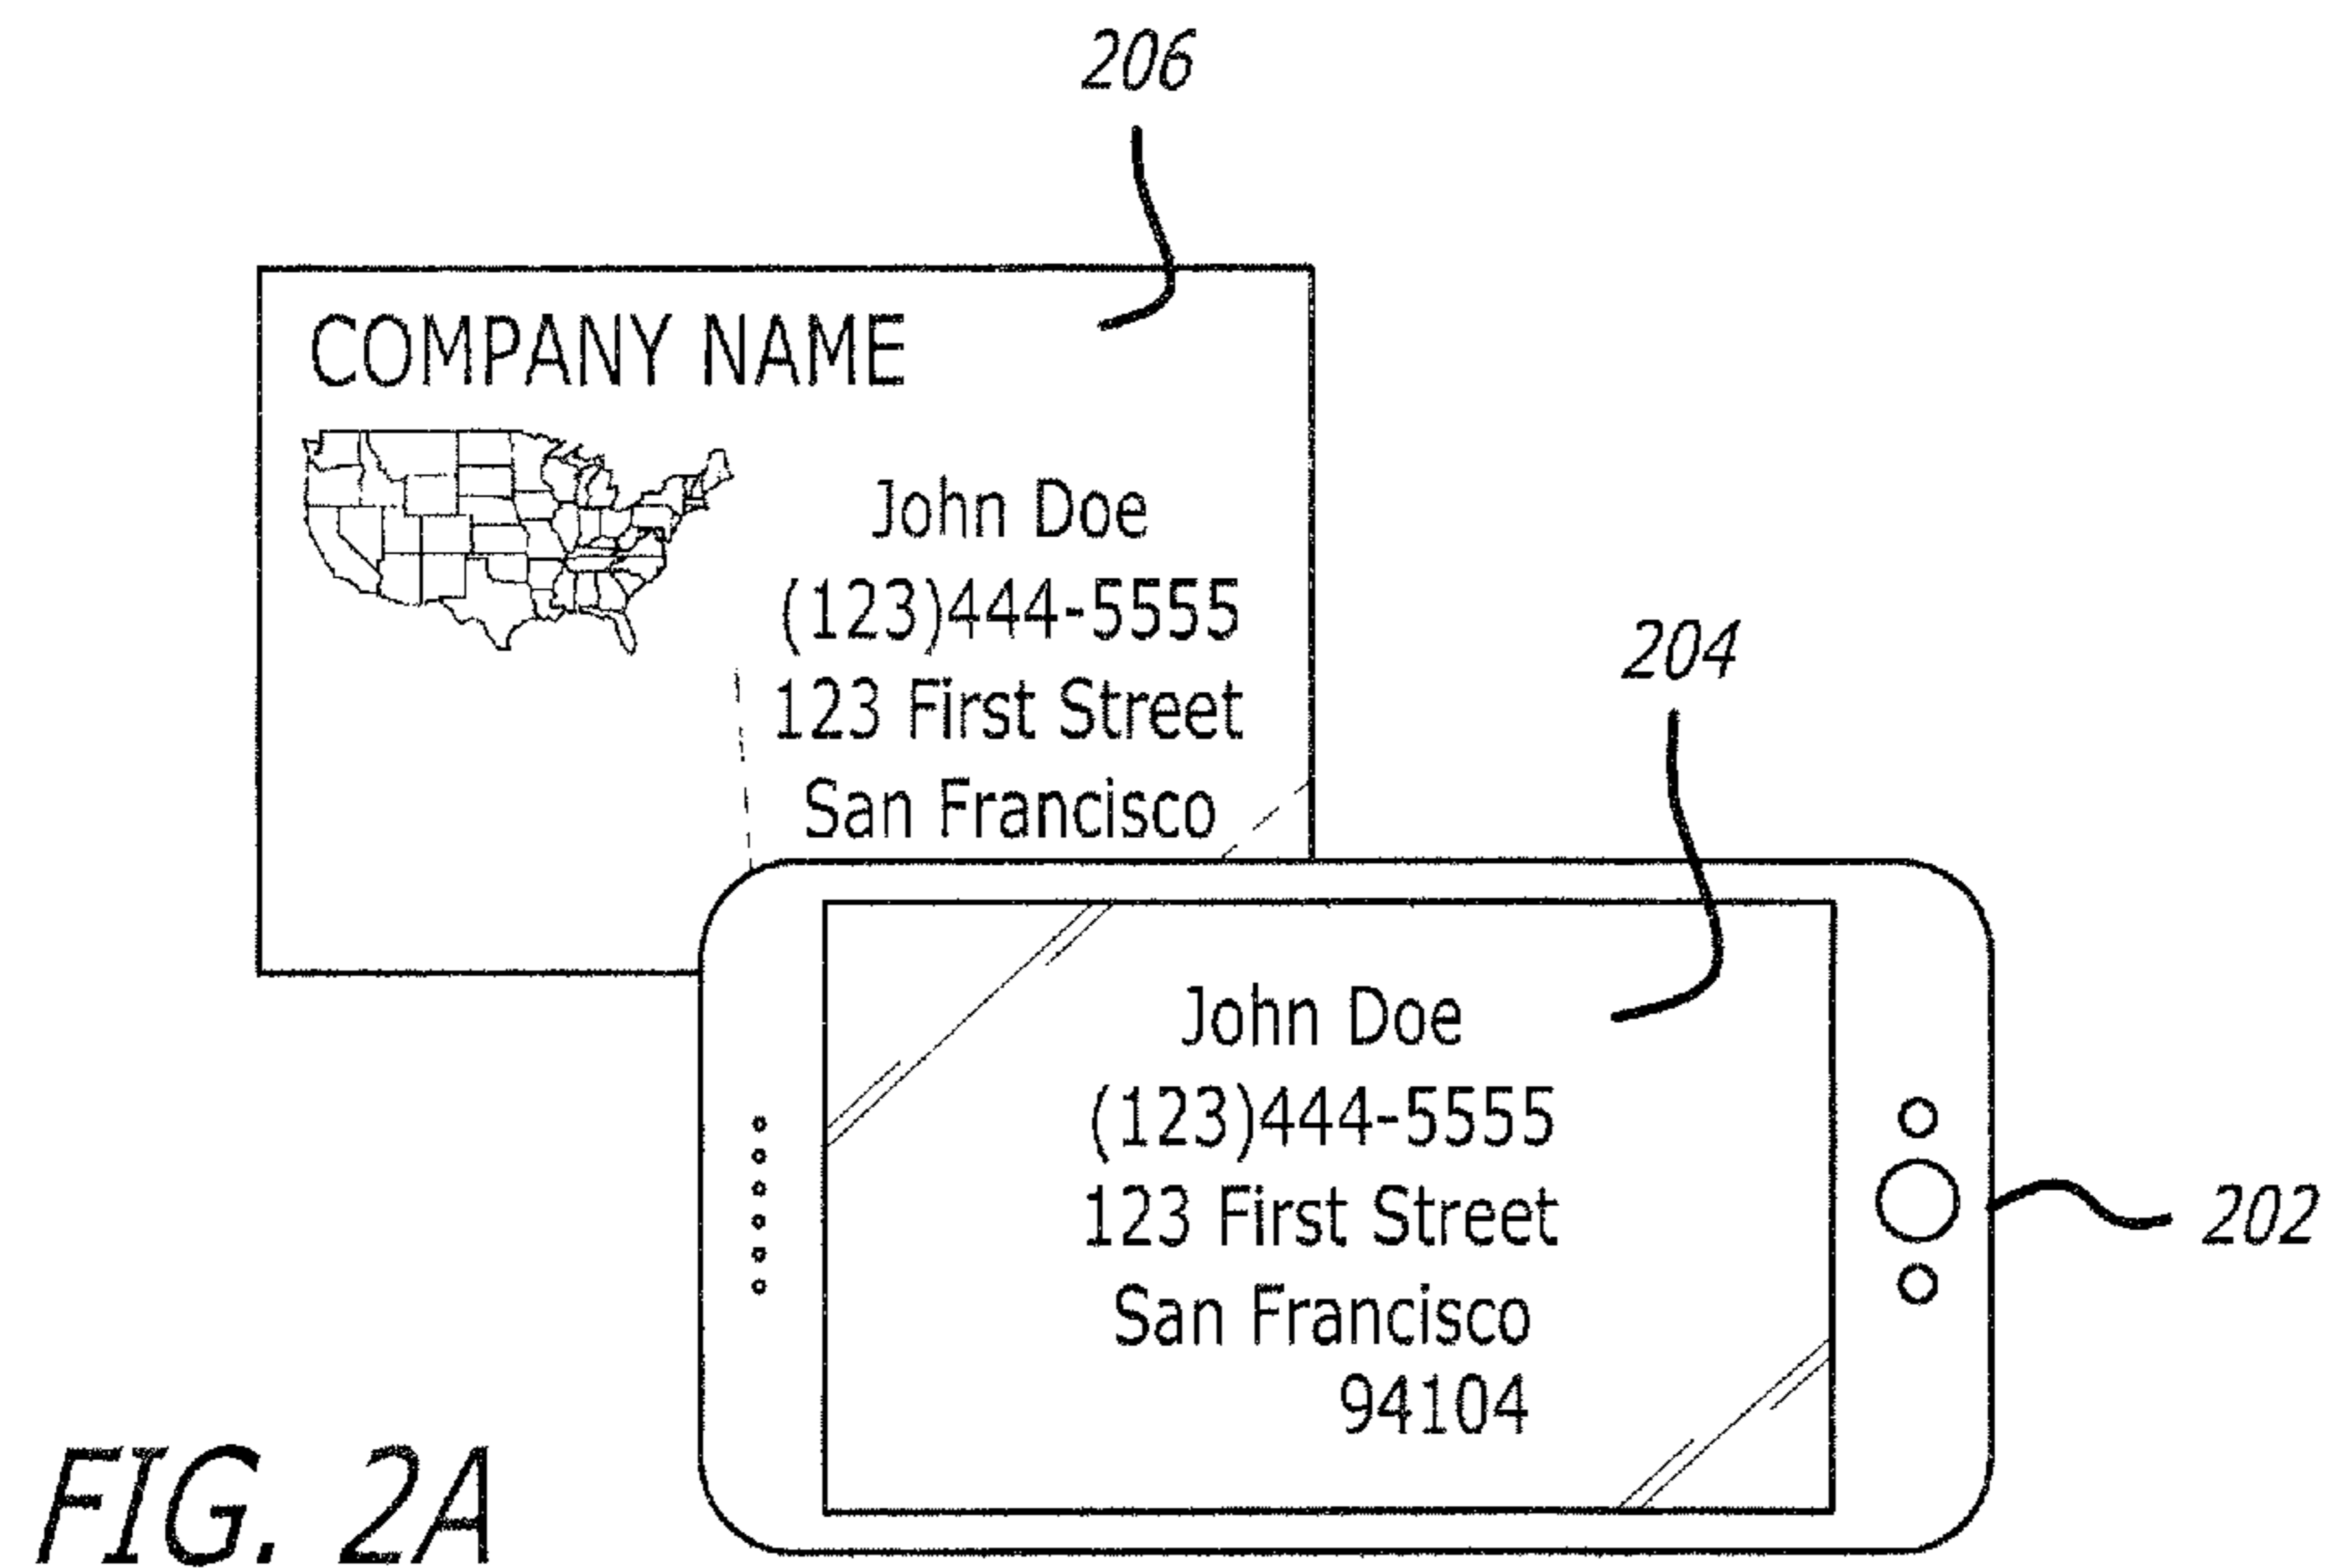 206
COMPANY NAME
John Doe
(123)444-5555
123 First Street
San Francisco
204
John Doe
(123)444-5555
123 First Street
San Francisco
94104
202
FIG. 2A